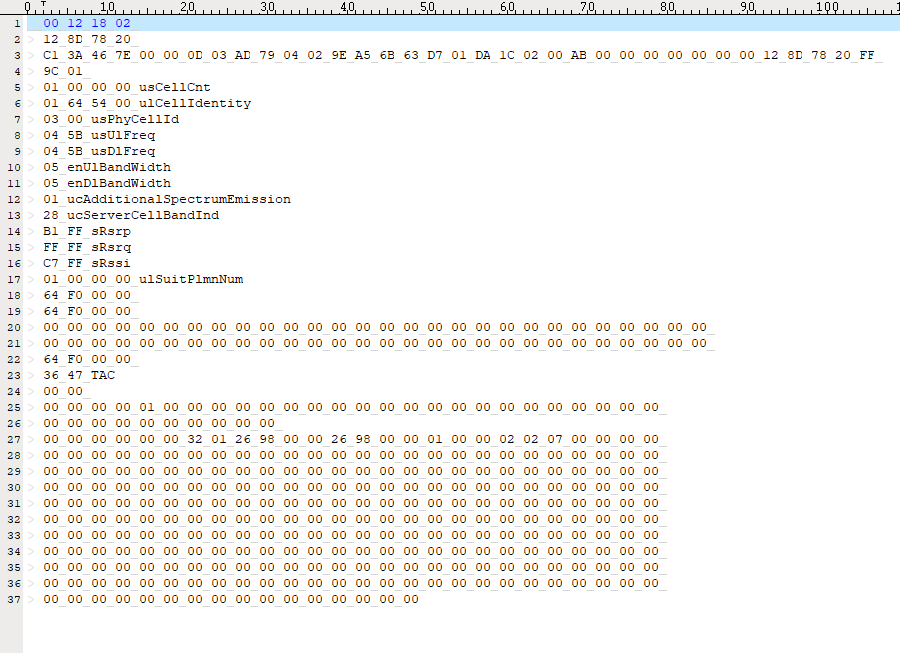 0 10 20 30 40 50 60 70 80 90 100
1 00 12 18 02
2 12 8D 78 20
3 C1 3A 46 7E 00 00 0D 03 AD 79 04 02 9E A5 6B 63 D7 01 DA 1C 02 00 AB 00 00 00 00 00 00 00 12 8D 78 20 FF
4 9C 01
5 01 00 00 00 usCellCnt
6 01 64 54 00 ulCellIdentity
7 03 00 usPhyCellId
8 04 5B usUlFreq
9 04 5B usDlFreq
10 05 enUlBandWidth
11 05 enDlBandWidth
12 01 ucAdditionalSpectrumEmission
13 28 ucServerCellBandInd
14 B1 FF sRsrp
15 FF FF sRsrq
16 C7 FF sRssi
17 01 00 00 00 ulSuitPlmnNum
18 64 F0 00 00
19 64 F0 00 00
20 00 00 00 00 00 00 00 00 00 00 00 00 00 00 00 00 00 00 00 00 00 00 00 00 00 00 00 00
21 00 00 00 00 00 00 00 00 00 00 00 00 00 00 00 00 00 00 00 00 00 00 00 00 00 00 00 00
22 64 F0 00 00
23 36 47 TAC
24 00 00
25 00 00 00 00 01 00 00 00 00 00 00 00 00 00 00 00 00 00 00 00 00 00 00 00 00 00
26 00 00 00 00 00 00 00 00 00 00
27 00 00 00 00 00 00 32 01 26 98 00 00 26 98 00 00 01 00 00 02 02 07 00 00 00 00
28 00 00 00 00 00 00 00 00 00 00 00 00 00 00 00 00 00 00 00 00 00 00 00 00 00 00
29 00 00 00 00 00 00 00 00 00 00 00 00 00 00 00 00 00 00 00 00 00 00 00 00 00 00
30 00 00 00 00 00 00 00 00 00 00 00 00 00 00 00 00 00 00 00 00 00 00 00 00 00 00
31 00 00 00 00 00 00 00 00 00 00 00 00 00 00 00 00 00 00 00 00 00 00 00 00 00 00
32 00 00 00 00 00 00 00 00 00 00 00 00 00 00 00 00 00 00 00 00 00 00 00 00 00 00
33 00 00 00 00 00 00 00 00 00 00 00 00 00 00 00 00 00 00 00 00 00 00 00 00 00 00
34 00 00 00 00 00 00 00 00 00 00 00 00 00 00 00 00 00 00 00 00 00 00 00 00 00 00
35 00 00 00 00 00 00 00 00 00 00 00 00 00 00 00 00 00 00 00 00 00 00 00 00 00 00
36 00 00 00 00 00 00 00 00 00 00 00 00 00 00 00 00 00 00 00 00 00 00 00 00 00 00
37 00 00 00 00 00 00 00 00 00 00 00 00 00 00 00 00